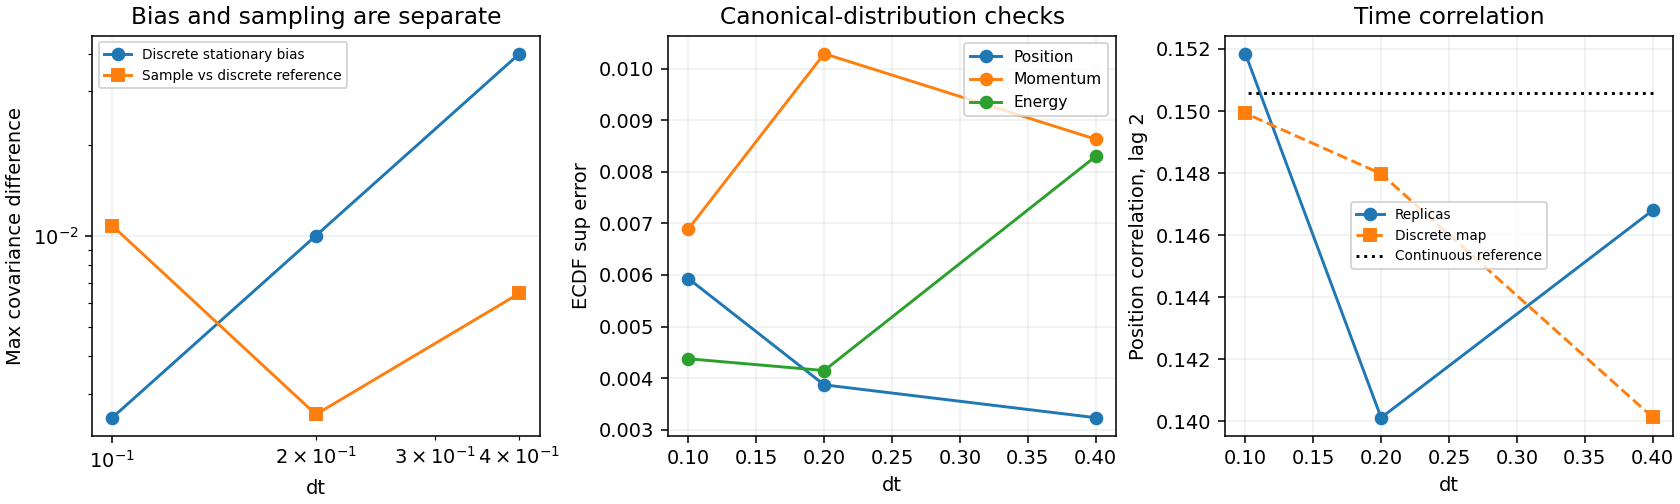 Bias and sampling are separate
Discrete stationary bias
Sample vs discrete reference
Max covariance difference
10⁻²
10⁻¹
2 × 10⁻¹
3 × 10⁻¹
4 × 10⁻¹
dt
Canonical-distribution checks
Position
Momentum
Energy
ECDF sup error
0.010
0.009
0.008
0.007
0.006
0.005
0.004
0.003
0.10
0.15
0.20
0.25
0.30
0.35
0.40
dt
Time correlation
Replicas
Discrete map
Continuous reference
Position correlation, lag 2
0.152
0.150
0.148
0.146
0.144
0.142
0.140
0.10
0.15
0.20
0.25
0.30
0.35
0.40
dt